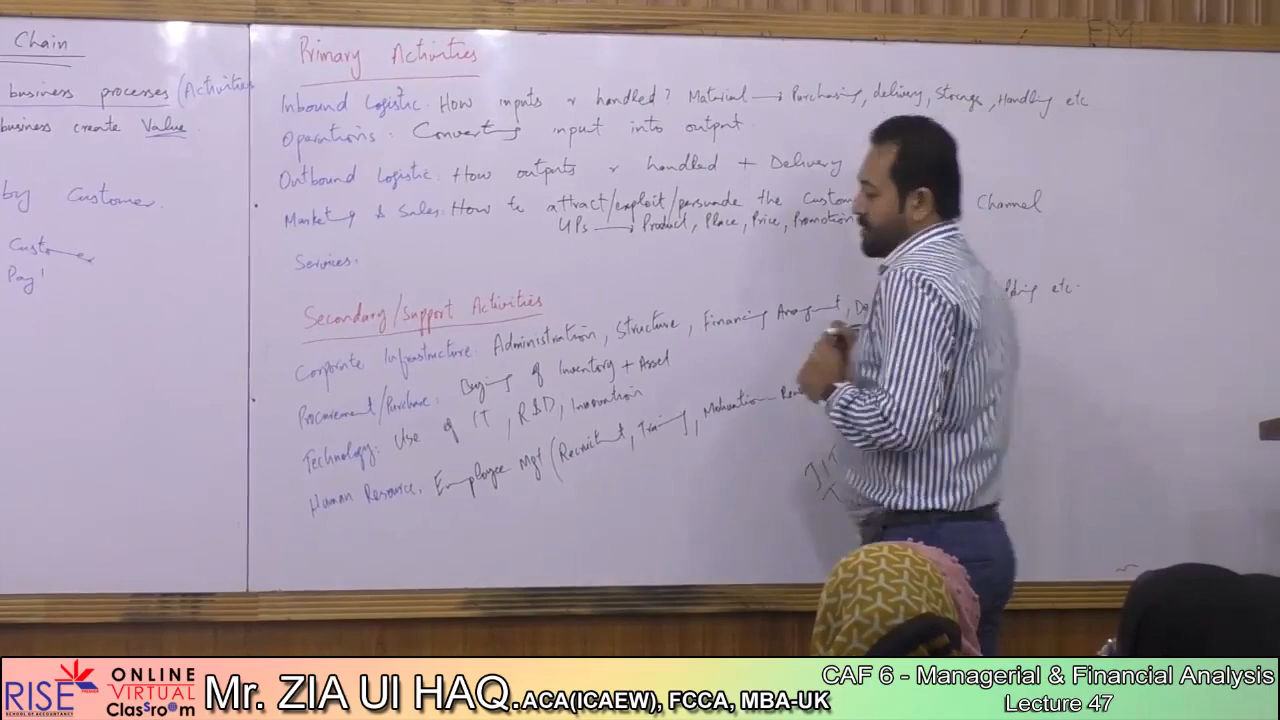 Chain
business processes (Activities
business create Value
by Customer.
Customer
Pay
Primary Activities
Inbound Logistic. How inputs r handled? Material → Purchasing, delivery, Storage, Handling etc
Operations. Converting input into output
Outbound Logistic. How outputs r handled + Delivery
Marketing & Sales. How to attract/exploit/persuade the Custom Channel
4Ps → Product, Place, Price, Promotion
Services.
Secondary/Support Activities
Corporate Infrastructure. Administration, Structure, Financing etc.
Procurement/Purchase. Buying of Inventory + Asset
Technology: Use of IT, R&D, Innovation
Human Resource. Employee Mgt (Recruitment, Training, Motivation
JIT
EM
RISE
PREMIER
SCHOOL OF ACCOUNTANCY
ONLINE
VIRTUAL
Classroom
Mr. ZIA UI HAQ. ACA(ICAEW), FCCA, MBA-UK
CAF 6 - Managerial & Financial Analysis
Lecture 47